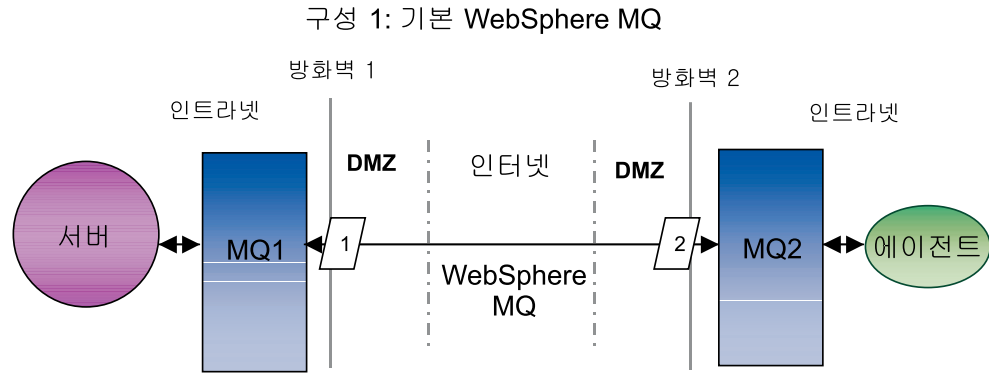 구성 1: 기본 WebSphere MQ
방화벽 1
방화벽 2
인트라넷
인트라넷
DMZ
인터넷
DMZ
서버
MQ1
1
2
MQ2
에이전트
WebSphere
MQ